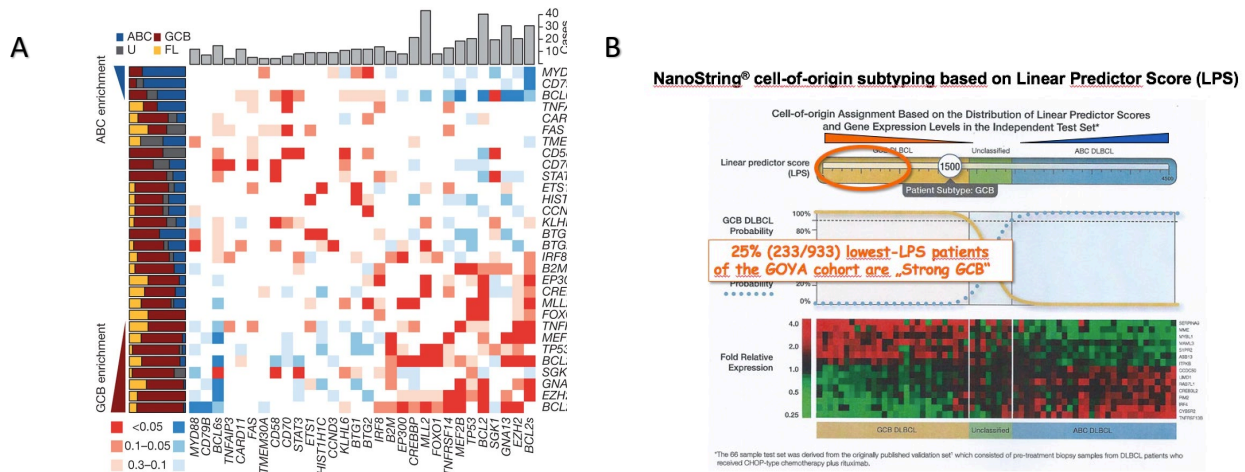 A
ABC
GCB
U
FL
40
30
20
10
Cases
ABC enrichment
GCB enrichment
MYD
CD7
BCL
TNFA
CAR
FAS
TME
CD5
CD7
STAT
ETS1
HIST
CCN
KLH
BTG
BTG
IRF8
B2M
EP30
CRE
MLL
FOX
TNF
MEF
TP53
BCL
SGK
GNA
EZH2
BCL2
<0.05
0.1–0.05
0.3–0.1
MYD88
CD79B
BCL6s
TNFAIP3
CARD11
FAS
TMEM30A
CD58
CD70
STAT3
ETS1
HIST1H1C
CCND3
KLHL6
BTG1
BTG2
IRF8
B2M
EP300
CREBBP
MLL2
FOXO1
TNFRSF14
MEF2B
TP53
BCL2
SGK1
GNA13
EZH2
BCL2s
B
NanoString® cell-of-origin subtyping based on Linear Predictor Score (LPS)
Cell-of-origin Assignment Based on the Distribution of Linear Predictor Scores
and Gene Expression Levels in the Independent Test Set*
GCB DLBCL
Unclassified
ABC DLBCL
Linear predictor score
(LPS)
1500
Patient Subtype: GCB
GCB DLBCL
Probability
100%
80%
25% (233/933) lowest-LPS patients
of the GOYA cohort are „Strong GCB“
Probability
20%
0%
Fold Relative
Expression
4.0
2.0
1.0
0.5
0.25
GCB DLBCL
Unclassified
ABC DLBCL
*The 66 sample test set was derived from the originally published validation set¹ which consisted of pre-treatment biopsy samples from DLBCL patients who
received CHOP-type chemotherapy plus rituximab.